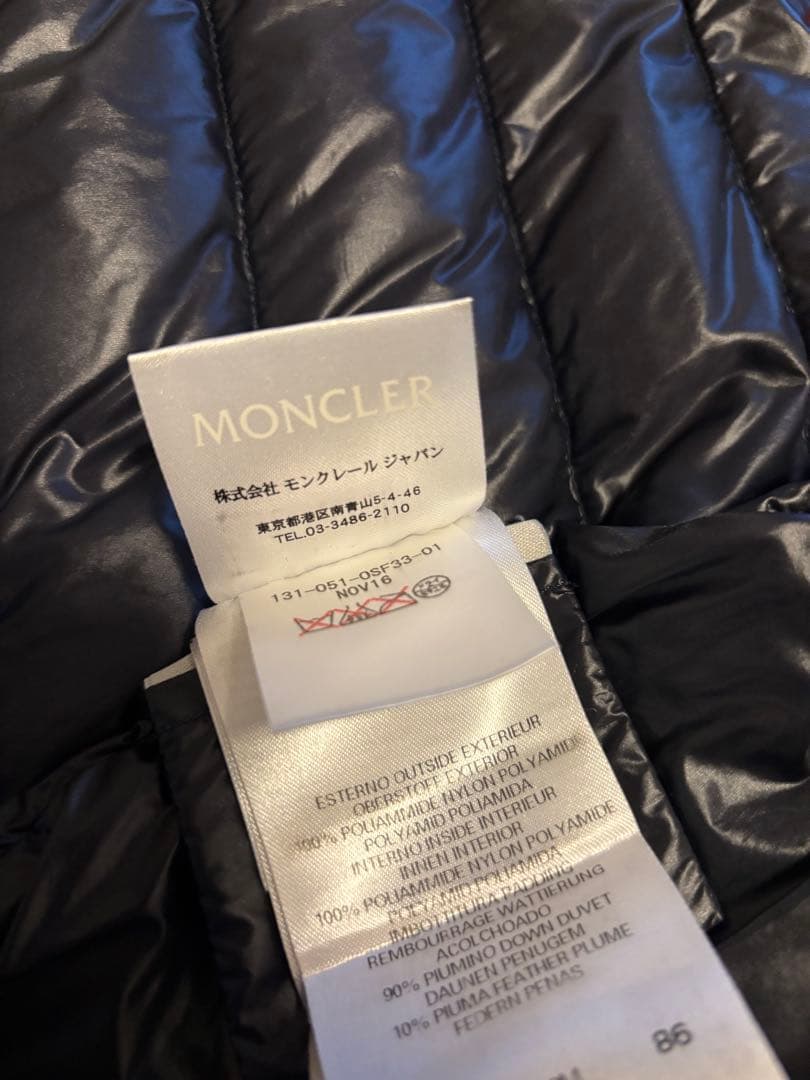 MONCLER
株式会社 モンクレール ジャパン
東京都港区南青山5-4-46
TEL.03-3486-2110
131-051-0SF33-01
NOV16
ESTERNO OUTSIDE EXTERIEUR
OBERSTOFF EXTERIOR
100% POLIAMMIDE NYLON POLYAMIDE
POLYAMID POLIAMIDA
INTERNO INSIDE INTERIEUR
INNEN INTERIOR
100% POLIAMMIDE NYLON POLYAMIDE
POLYAMID POLIAMIDA
IMBOTTITURA PADDING
REMBOURRAGE WATTIERUNG
ACOLCHOADO
90% PIUMINO DOWN DUVET
DAUNEN PENUGEM
10% PIUMA FEATHER PLUME
FEDERN PENAS
86